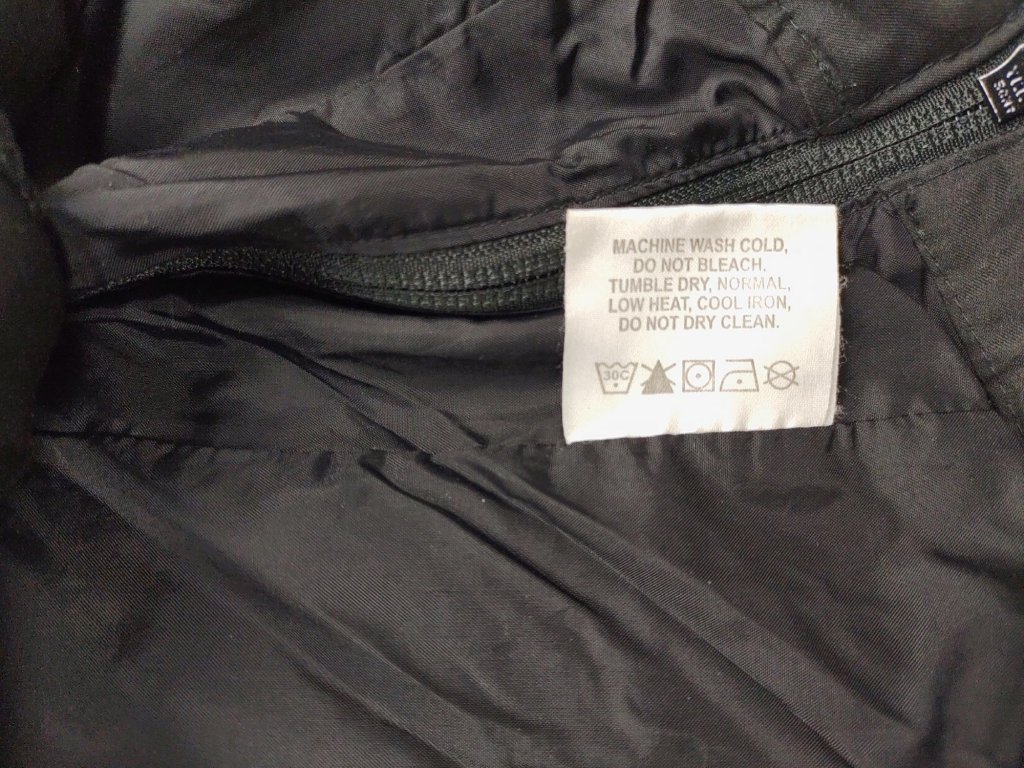 MACHINE WASH COLD,
DO NOT BLEACH.
TUMBLE DRY, NORMAL,
LOW HEAT, COOL IRON,
DO NOT DRY CLEAN.
30C